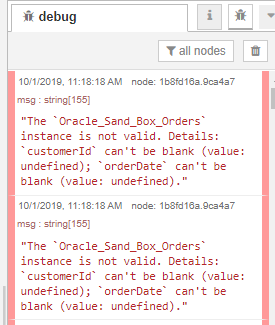 debug
i
all nodes
10/1/2019, 11:18:18 AM node: 1b8fd16a.9ca4a7
msg : string[155]
"The `Oracle_Sand_Box_Orders`
instance is not valid. Details:
`customerId` can't be blank (value:
undefined); `orderDate` can't be
blank (value: undefined)."
10/1/2019, 11:18:18 AM node: 1b8fd16a.9ca4a7
msg : string[155]
"The `Oracle_Sand_Box_Orders`
instance is not valid. Details:
`customerId` can't be blank (value:
undefined); `orderDate` can't be
blank (value: undefined)."